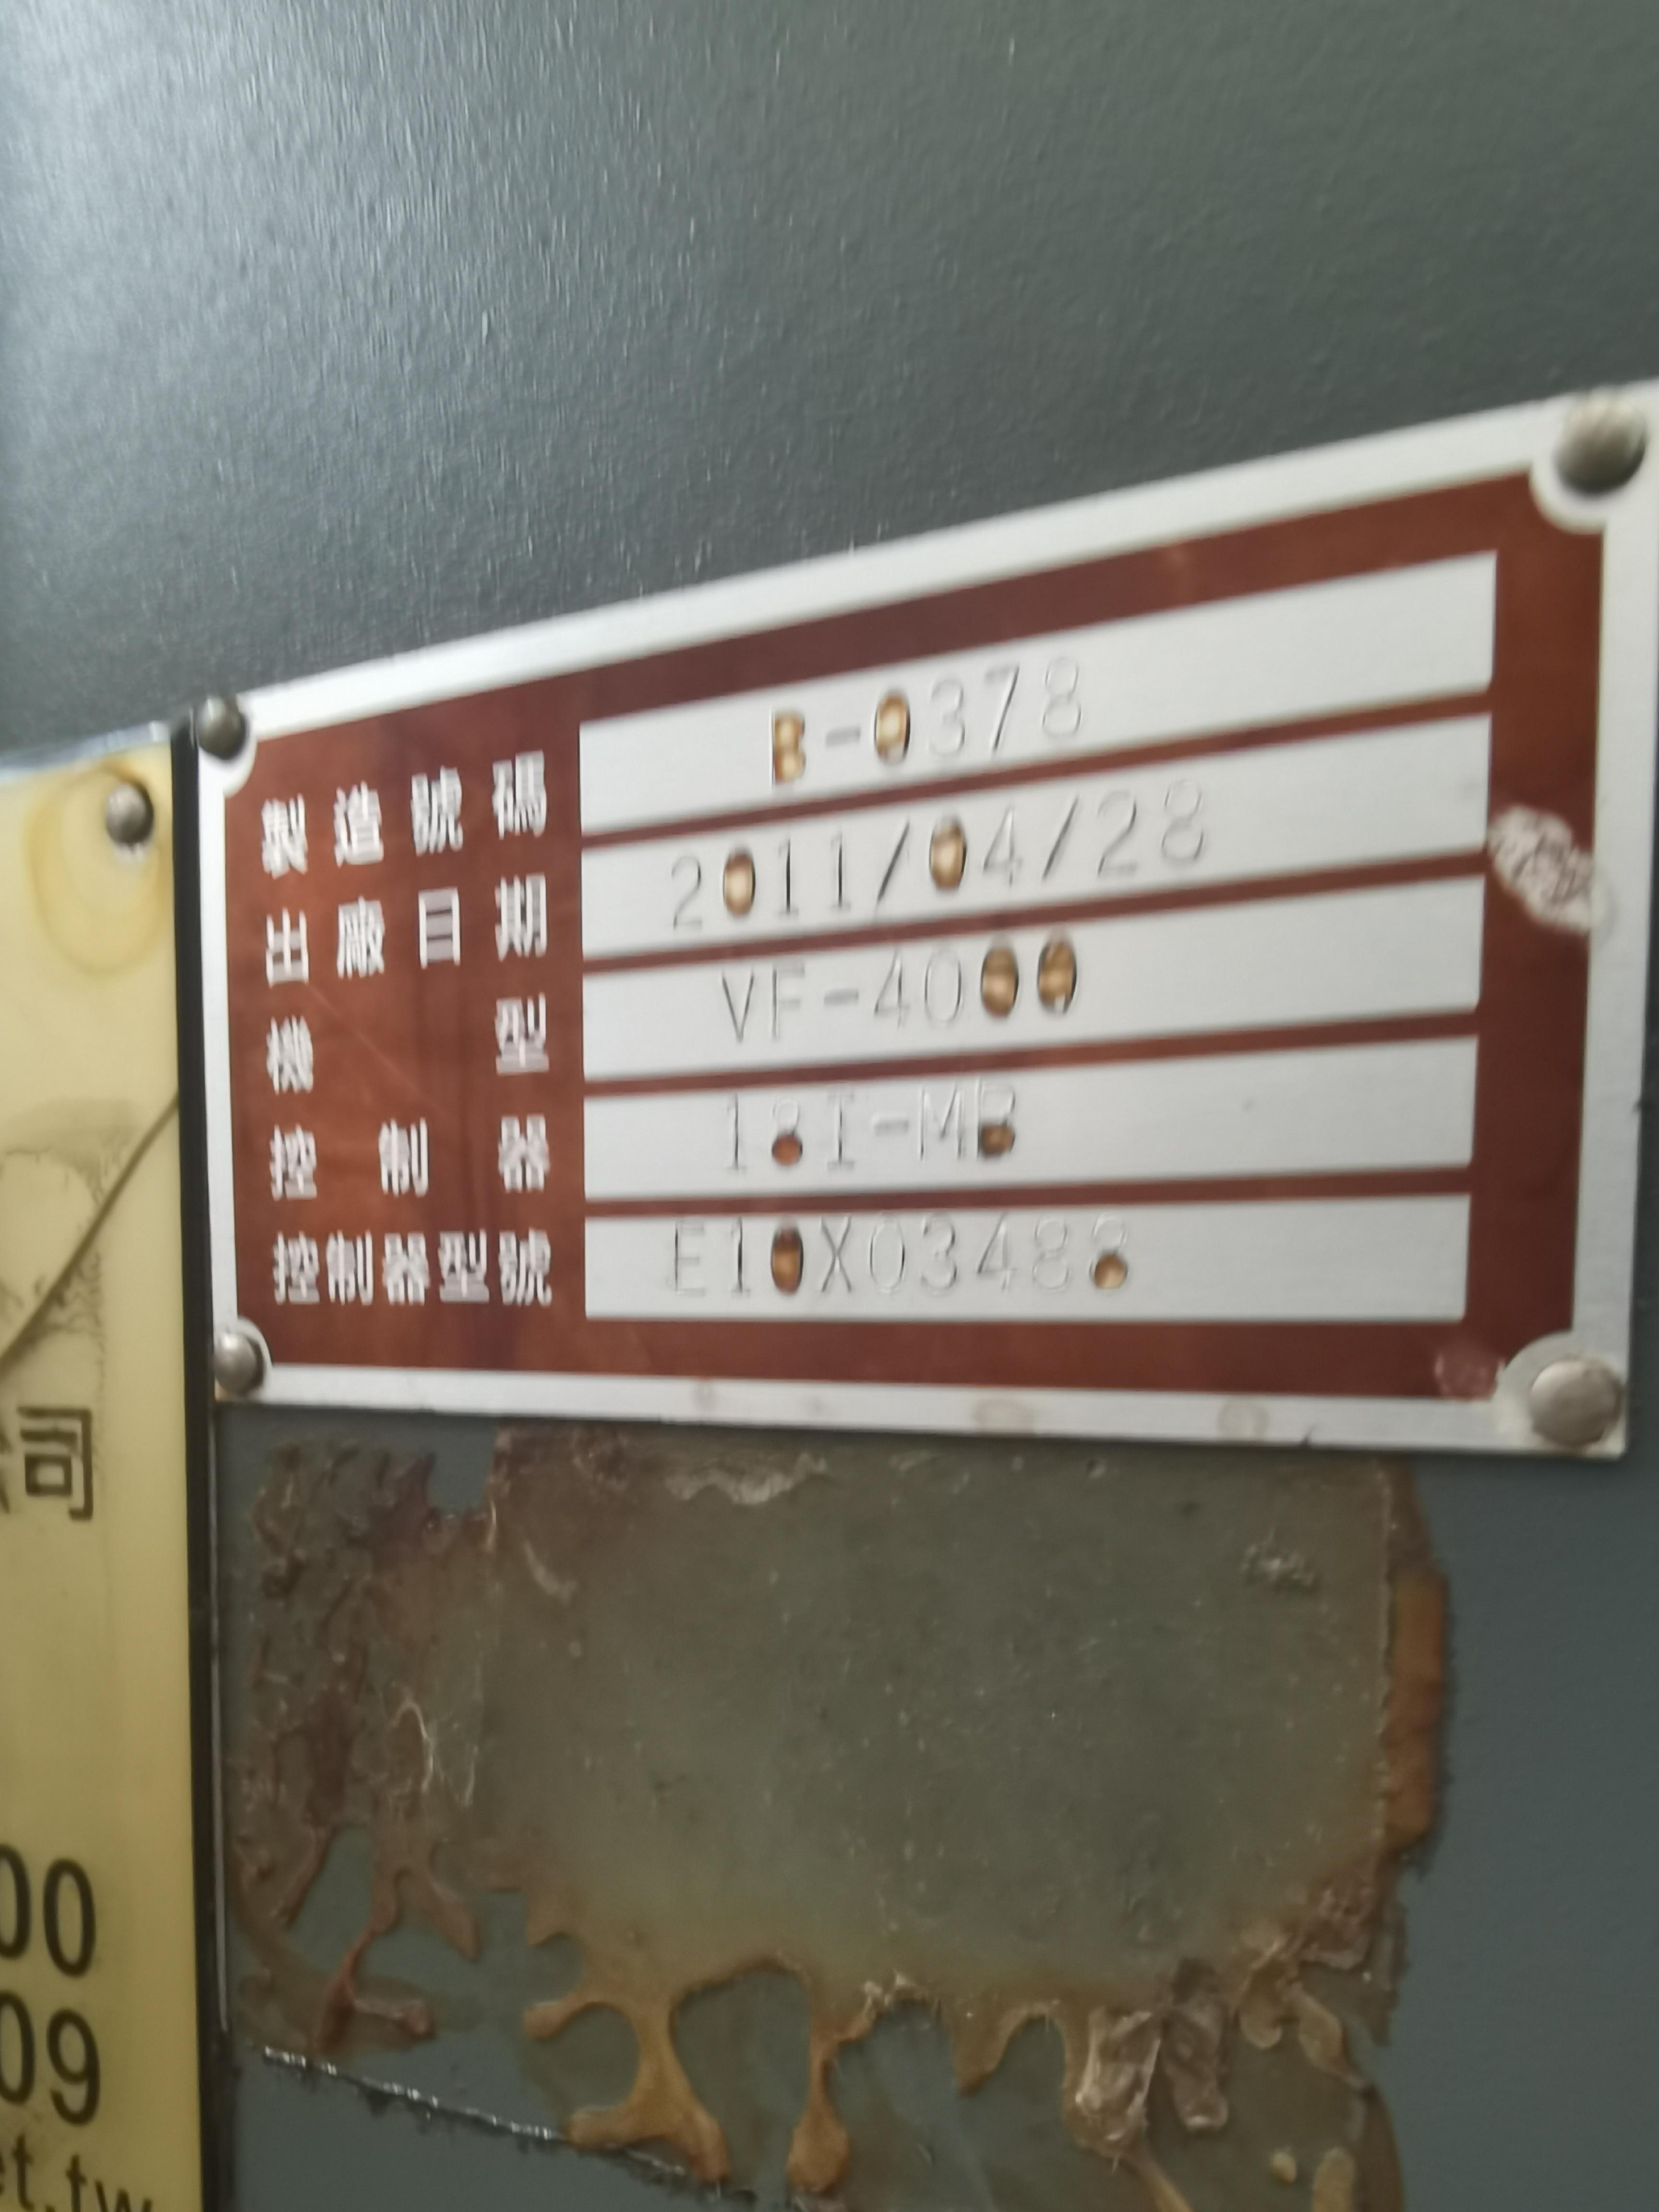 製造號碼 B-0378
出廠日期 2011/04/28
機型 VF-4000
控制器 18I-MB
控制器型號 E10X03488
司
00
09
et.tw